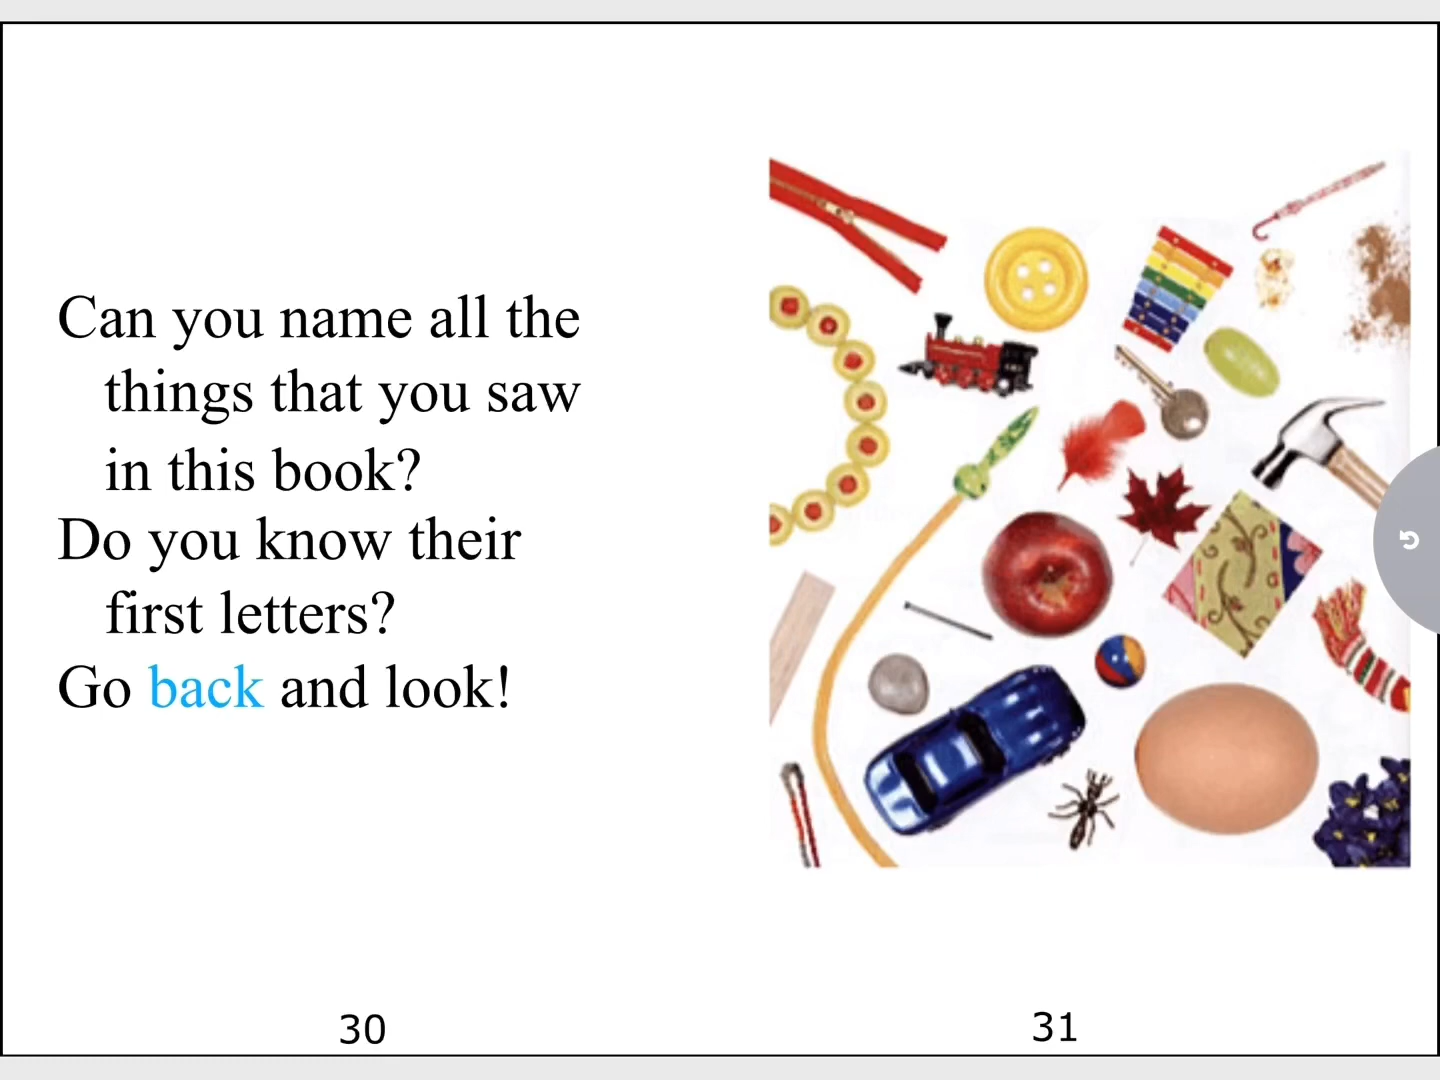 Can you name all the
things that you saw
in this book?
Do you know their
first letters?
Go back and look!
30
31